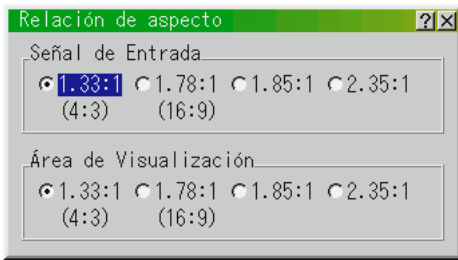 Relación de aspecto
Señal de Entrada
1.33:1 1.78:1 1.85:1 2.35:1
(4:3) (16:9)
Área de Visualización
1.33:1 1.78:1 1.85:1 2.35:1
(4:3) (16:9)